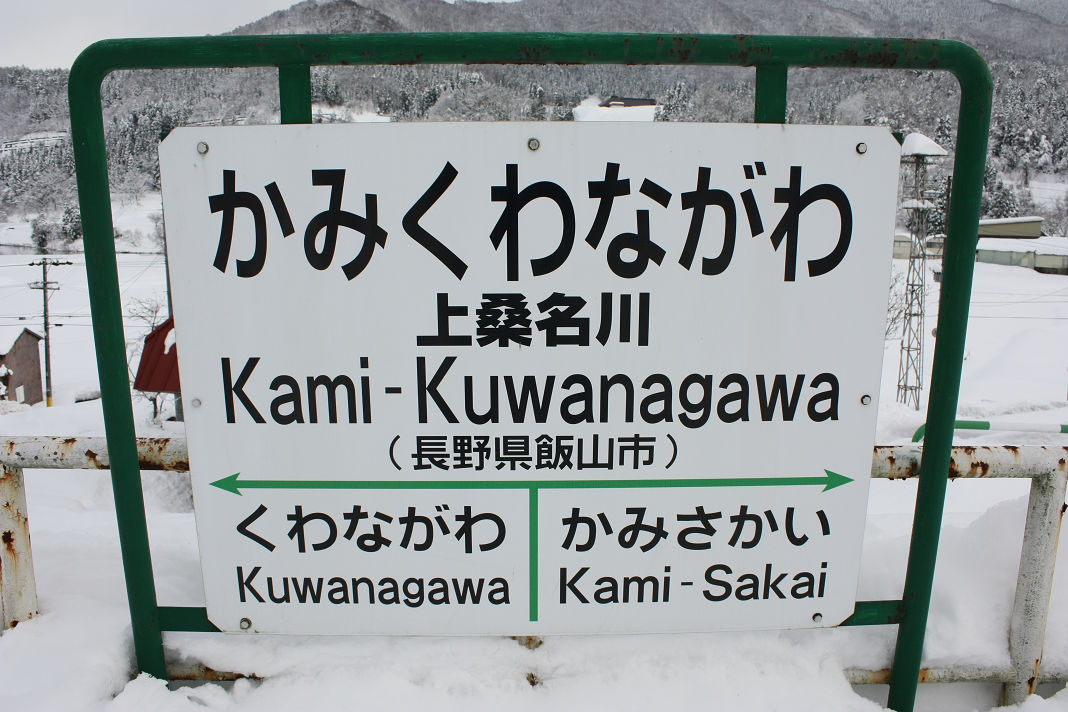 かみくわながわ
上桑名川
Kami-Kuwanagawa
(長野県飯山市)
くわながわ かみさかい
Kuwanagawa Kami-Sakai